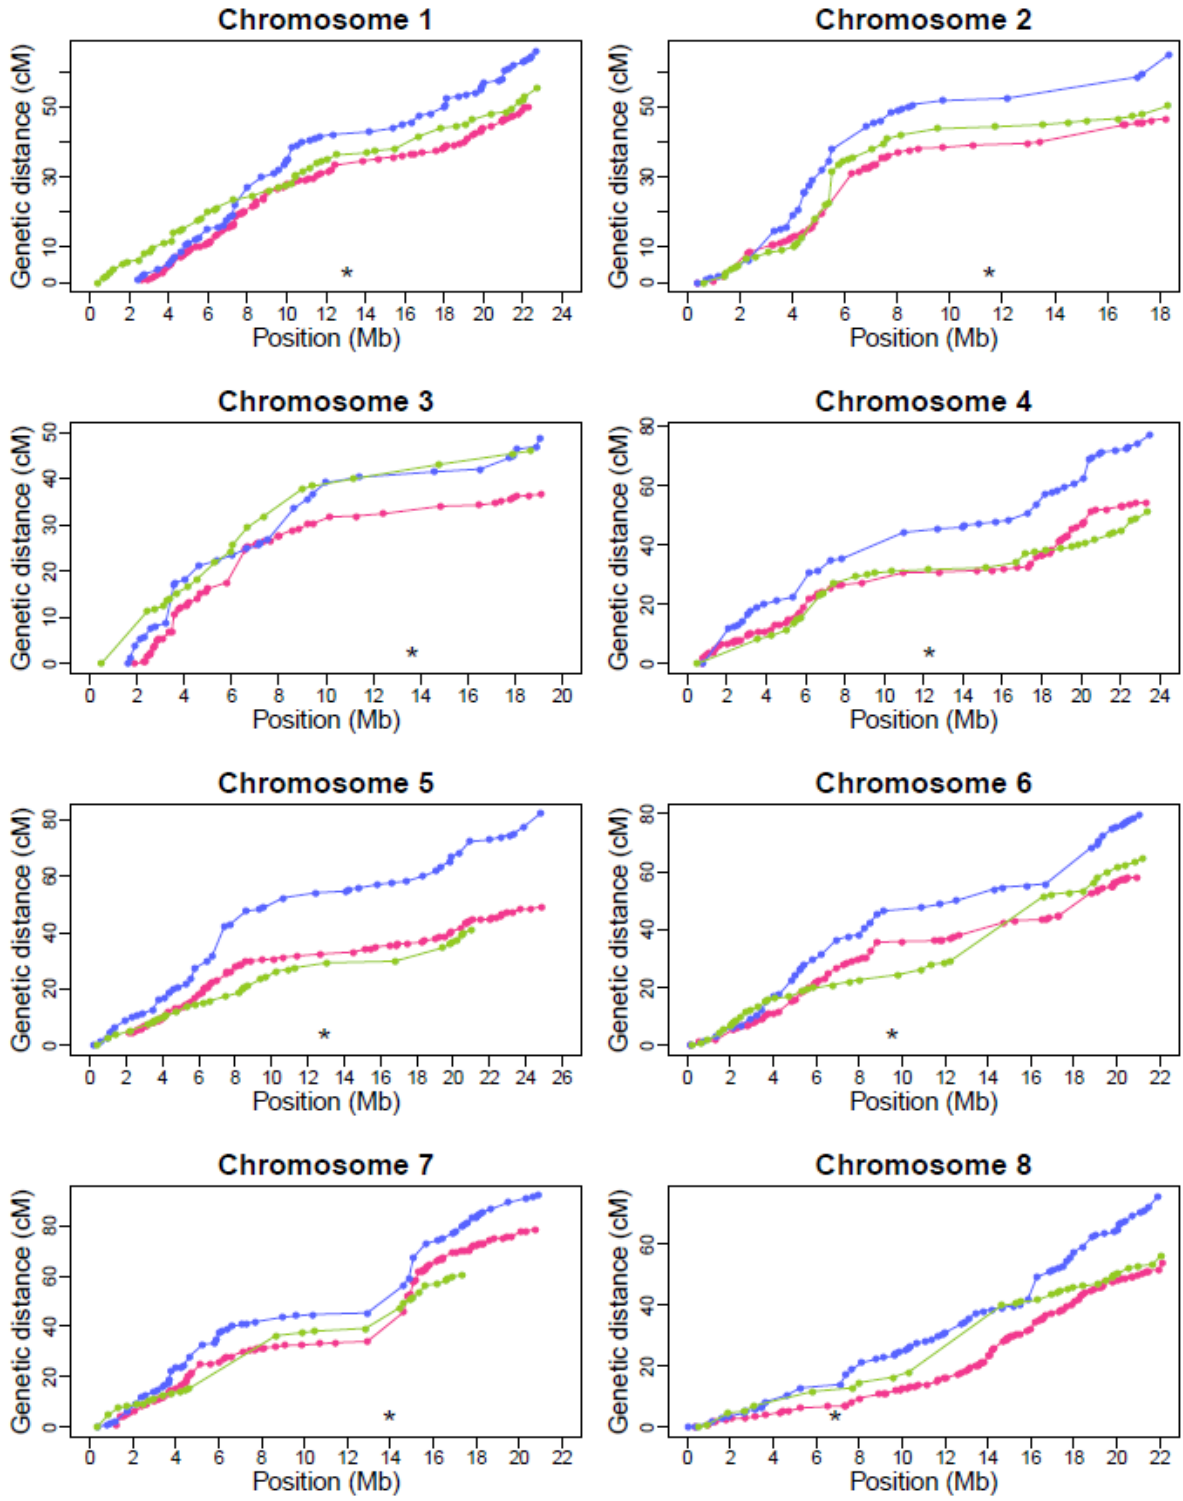 Chromosome 1
Genetic distance (cM)
0 10 30 50
0 2 4 6 8 10 12 14 16 18 20 22 24
Position (Mb)
*
Chromosome 2
Genetic distance (cM)
0 10 30 50
0 2 4 6 8 10 12 14 16 18
Position (Mb)
*
Chromosome 3
Genetic distance (cM)
0 10 20 30 40 50
0 2 4 6 8 10 12 14 16 18 20
Position (Mb)
*
Chromosome 4
Genetic distance (cM)
0 20 40 60 80
0 2 4 6 8 10 12 14 16 18 20 22 24
Position (Mb)
*
Chromosome 5
Genetic distance (cM)
0 20 40 60 80
0 2 4 6 8 10 12 14 16 18 20 22 24 26
Position (Mb)
*
Chromosome 6
Genetic distance (cM)
0 20 40 60 80
0 2 4 6 8 10 12 14 16 18 20 22
Position (Mb)
*
Chromosome 7
Genetic distance (cM)
0 20 40 60 80
0 2 4 6 8 10 12 14 16 18 20 22
Position (Mb)
*
Chromosome 8
Genetic distance (cM)
0 20 40 60
0 2 4 6 8 10 12 14 16 18 20 22
Position (Mb)
*